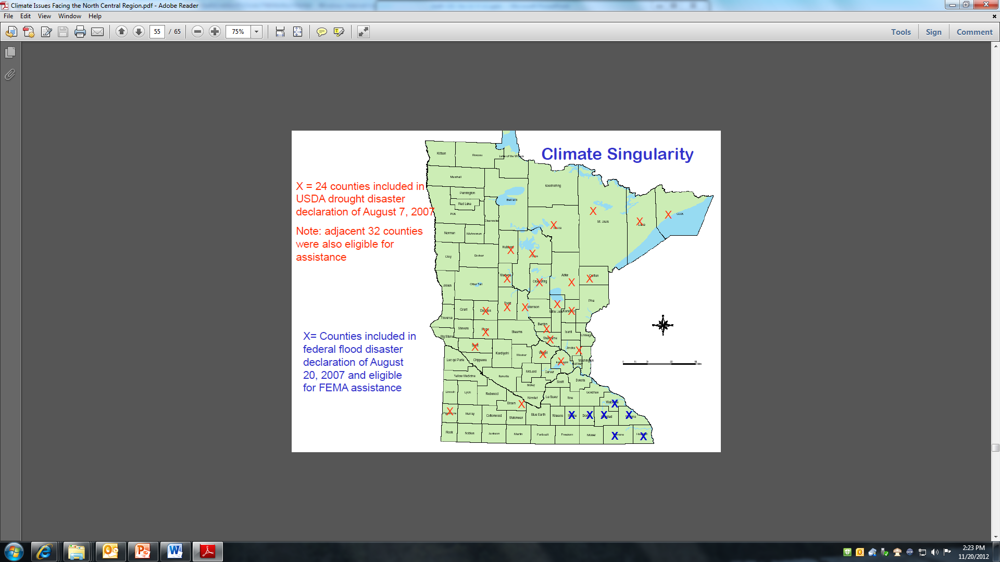 Climate Issues Facing the North Central Region.pdf - Adobe Reader
File Edit View Window Help
55 / 65
75%
Tools Sign Comment
Climate Singularity
X = 24 counties included in
USDA drought disaster
declaration of August 7, 2007
Note: adjacent 32 counties
were also eligible for
assistance
X= Counties included in
federal flood disaster
declaration of August
20, 2007 and eligible
for FEMA assistance
Kittson
Roseau
Lake of the Woods
Marshall
Koochiching
Pennington
Red Lake
Beltrami
Polk
Cook
Clearwater
St. Louis
Lake
Itasca
Norman
Mahnomen
Hubbard
Cass
Clay
Becker
Wadena
Crow Wing
Aitkin
Carlton
Otter Tail
Wilkin
Pine
Todd
Morrison
Grant
Douglas
Mille Lacs
Kanabec
Traverse
Stevens
Pope
Stearns
Benton
Isanti
Big Stone
Sherburne
Chisago
Swift
Kandiyohi
Meeker
Wright
Anoka
Lac qui Parle
Chippewa
Hennepin
Ramsey
Washington
Yellow Medicine
Renville
McLeod
Carver
Scott
Dakota
Sibley
Lincoln
Lyon
Redwood
Nicollet
Le Sueur
Rice
Goodhue
Brown
Wabasha
Pipestone
Murray
Cottonwood
Watonwan
Blue Earth
Waseca
Steele
Dodge
Olmsted
Winona
Rock
Nobles
Jackson
Martin
Faribault
Freeborn
Mower
Fillmore
Houston
2:23 PM
11/20/2012